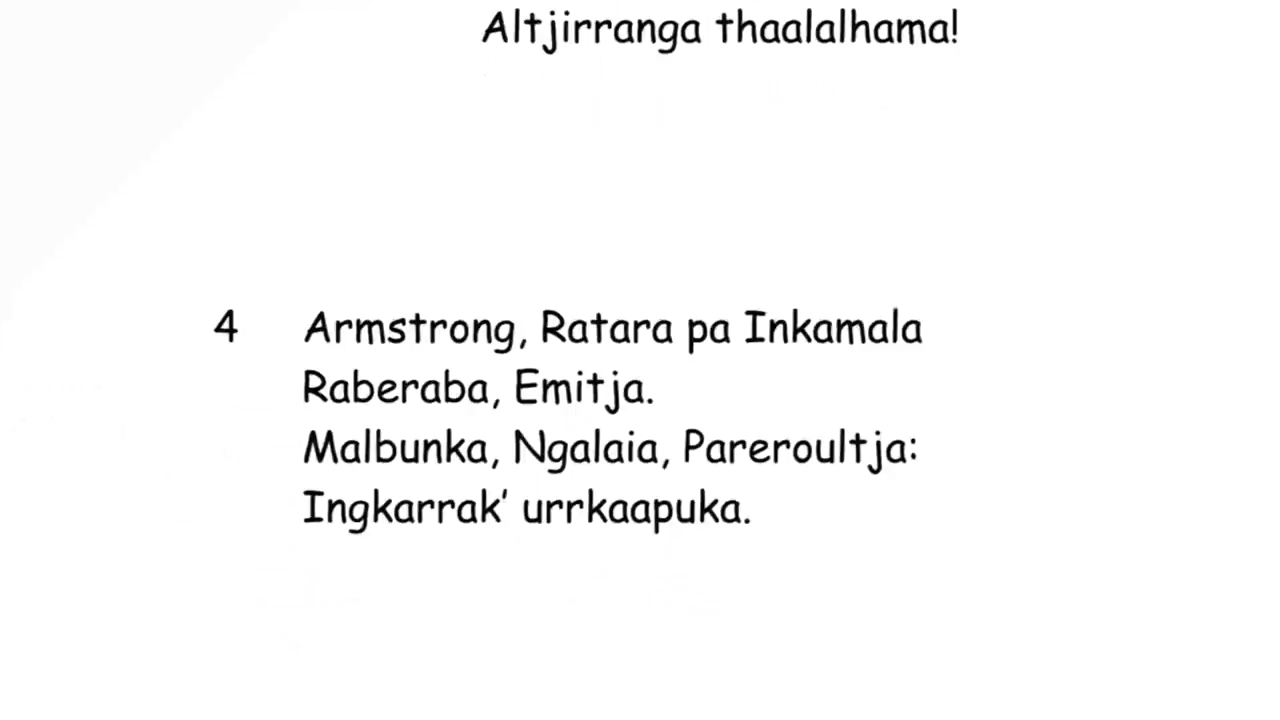 Altjirranga thaalalhama!
4 Armstrong, Ratara pa Inkamala
Raberaba, Emitja.
Malbunka, Ngalaia, Pareroultja:
Ingkarrak' urrkaapuka.